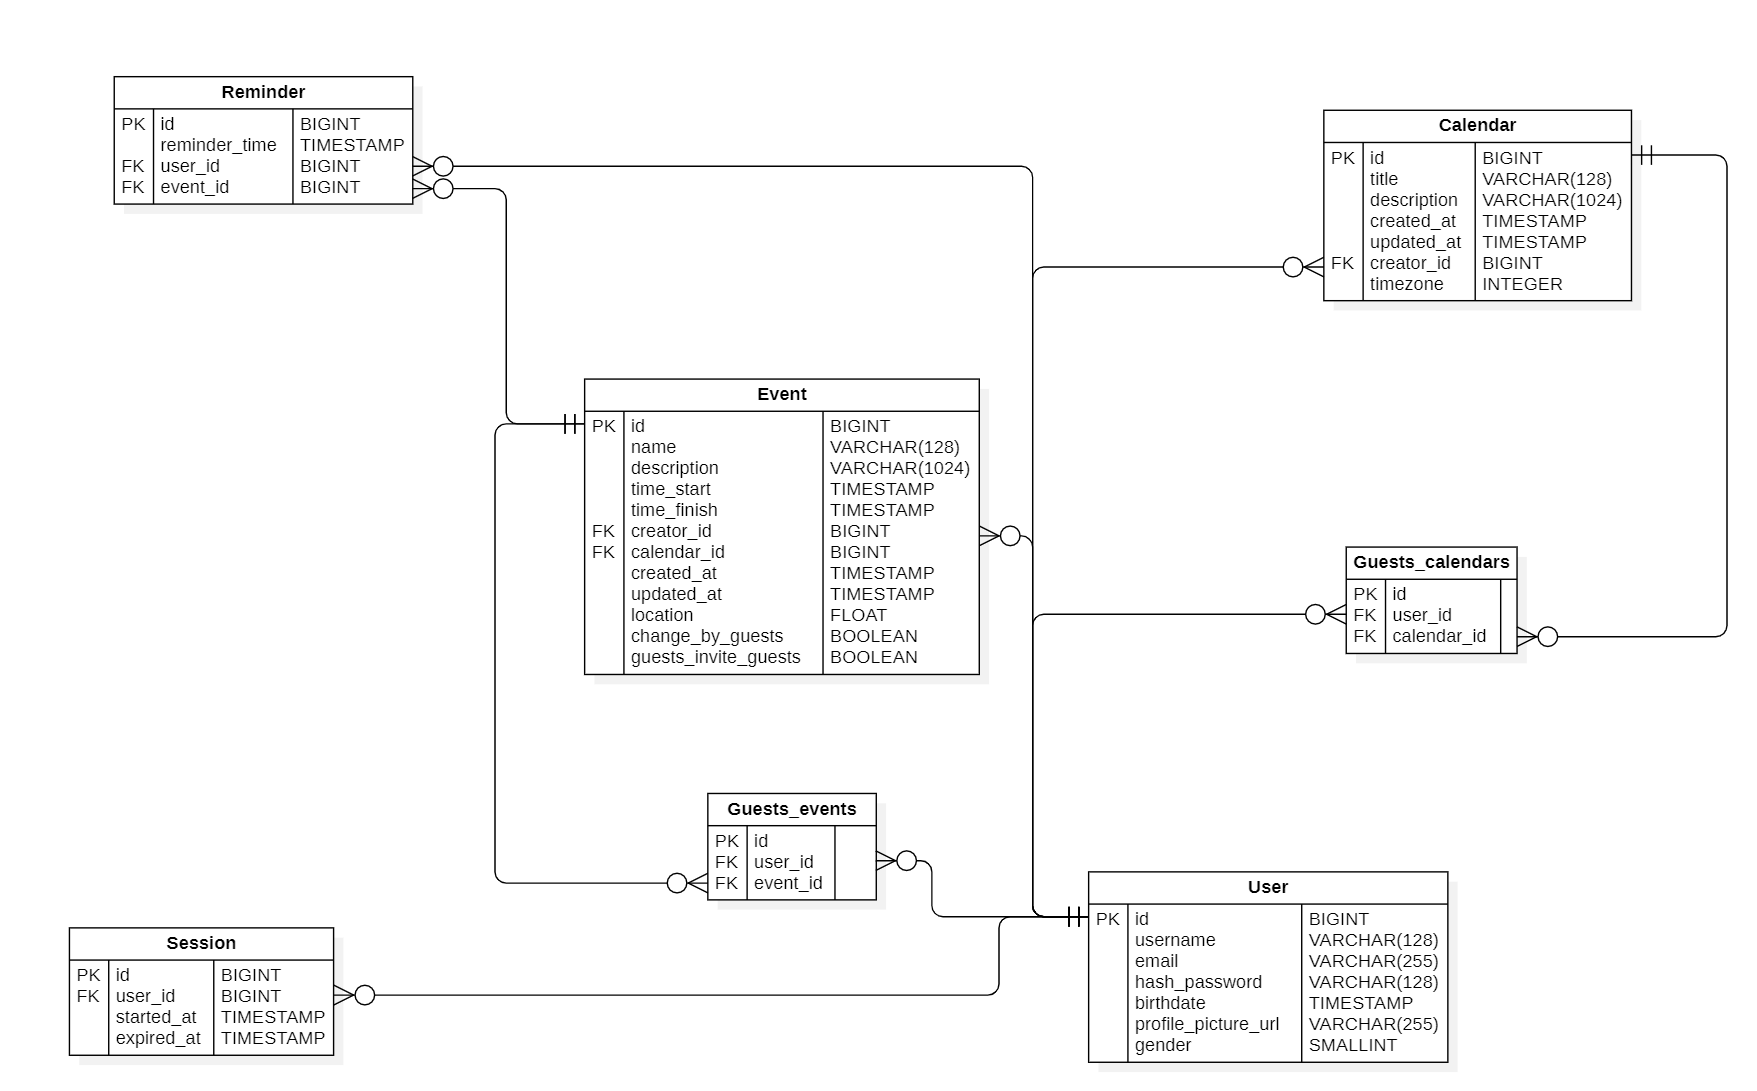 Reminder
PK id BIGINT
reminder_time TIMESTAMP
FK user_id BIGINT
FK event_id BIGINT
Calendar
PK id BIGINT
title VARCHAR(128)
description VARCHAR(1024)
created_at TIMESTAMP
updated_at TIMESTAMP
FK creator_id BIGINT
timezone INTEGER
Event
PK id BIGINT
name VARCHAR(128)
description VARCHAR(1024)
time_start TIMESTAMP
time_finish TIMESTAMP
FK creator_id BIGINT
FK calendar_id BIGINT
created_at TIMESTAMP
updated_at TIMESTAMP
location FLOAT
change_by_guests BOOLEAN
guests_invite_guests BOOLEAN
Guests_calendars
PK id
FK user_id
FK calendar_id
Guests_events
PK id
FK user_id
FK event_id
User
PK id BIGINT
username VARCHAR(128)
email VARCHAR(255)
hash_password VARCHAR(128)
birthdate TIMESTAMP
profile_picture_url VARCHAR(255)
gender SMALLINT
Session
PK id BIGINT
FK user_id BIGINT
started_at TIMESTAMP
expired_at TIMESTAMP